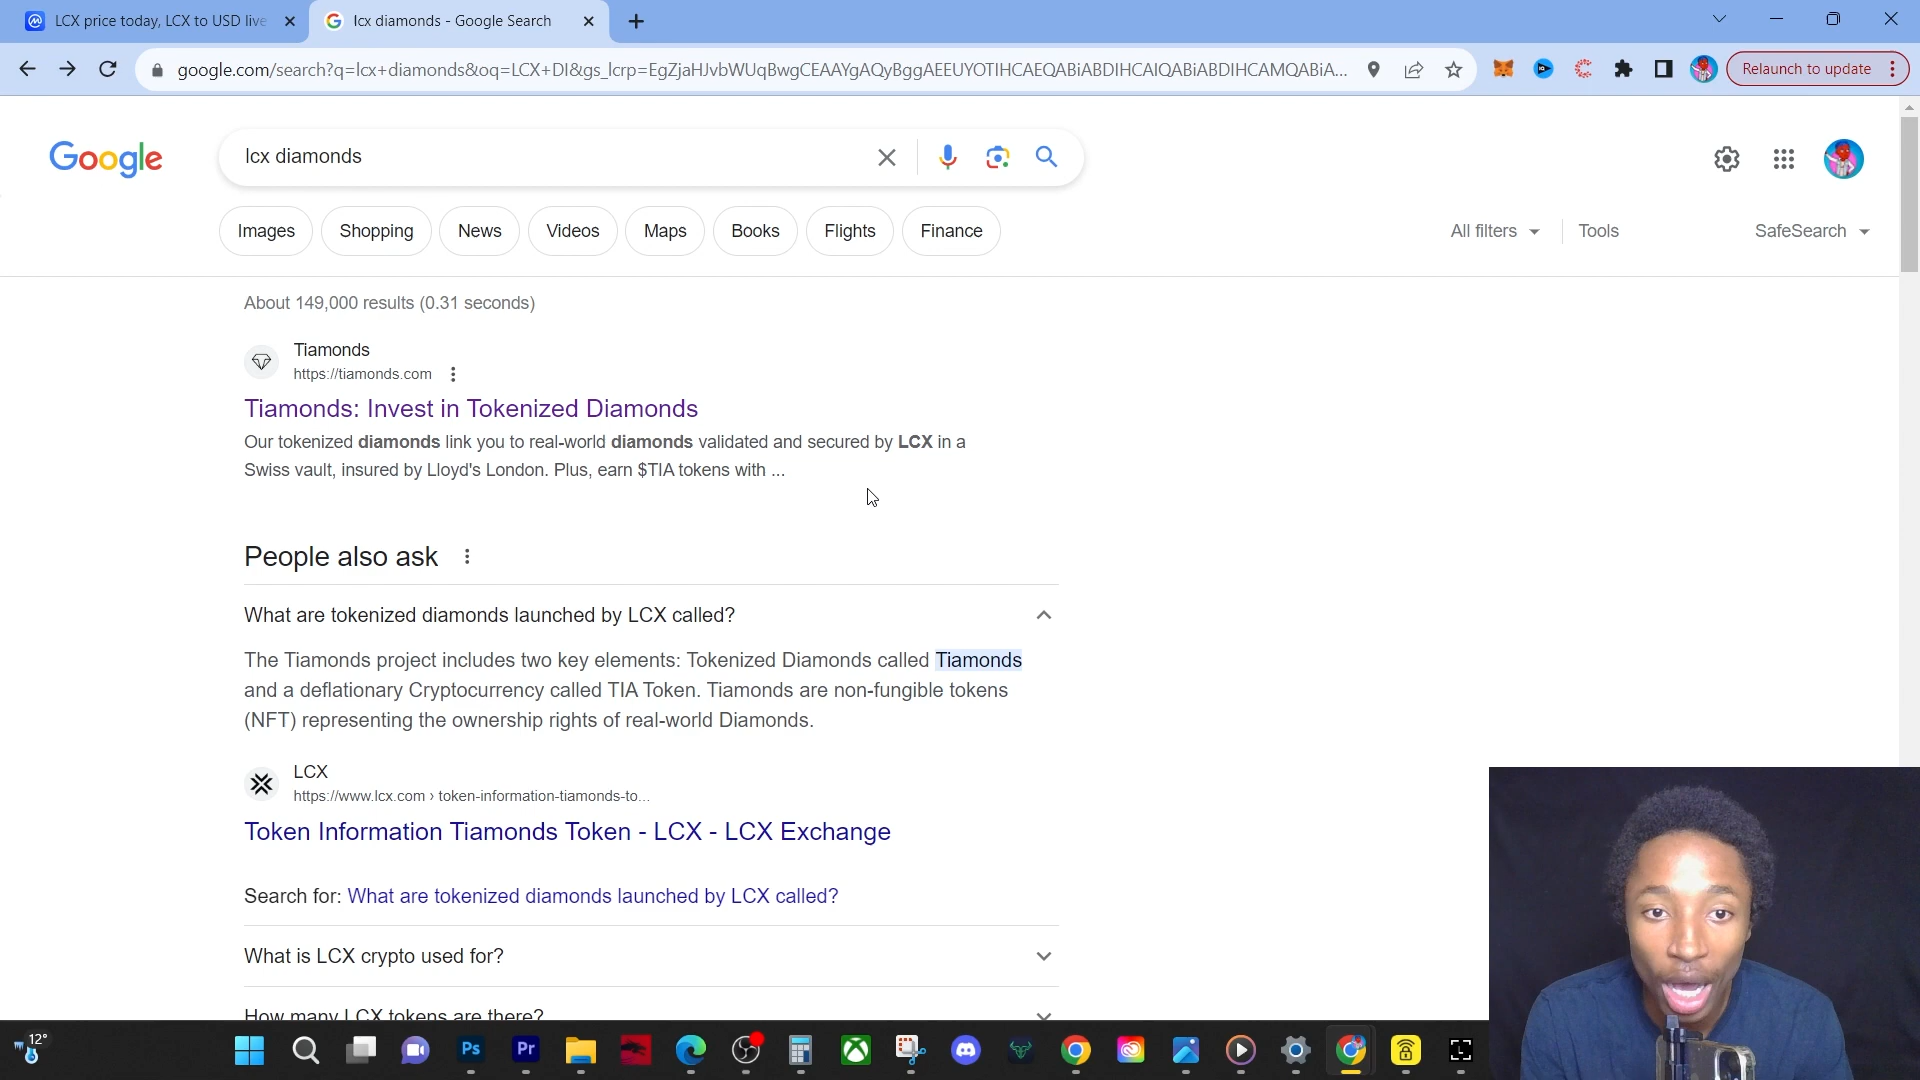 LCX price today, LCX to USD live
lcx diamonds - Google Search
google.com/search?q=lcx+diamonds&oq=LCX+DI&gs_lcrp=EgZjaHJvbWUqBwgCEAAYgAQyBggAEEUYOTIHCAEQABiABDIHCAIQABiABDIHCAMQABiA...
Relaunch to update
Google
lcx diamonds
Images
Shopping
News
Videos
Maps
Books
Flights
Finance
All filters
Tools
SafeSearch
About 149,000 results (0.31 seconds)
Tiamonds
https://tiamonds.com
Tiamonds: Invest in Tokenized Diamonds
Our tokenized diamonds link you to real-world diamonds validated and secured by LCX in a
Swiss vault, insured by Lloyd's London. Plus, earn $TIA tokens with ...
People also ask
What are tokenized diamonds launched by LCX called?
The Tiamonds project includes two key elements: Tokenized Diamonds called Tiamonds
and a deflationary Cryptocurrency called TIA Token. Tiamonds are non-fungible tokens
(NFT) representing the ownership rights of real-world Diamonds.
LCX
https://www.lcx.com › token-information-tiamonds-to...
Token Information Tiamonds Token - LCX - LCX Exchange
Search for: What are tokenized diamonds launched by LCX called?
What is LCX crypto used for?
How many LCX tokens are there?
12°
Ps
Pr